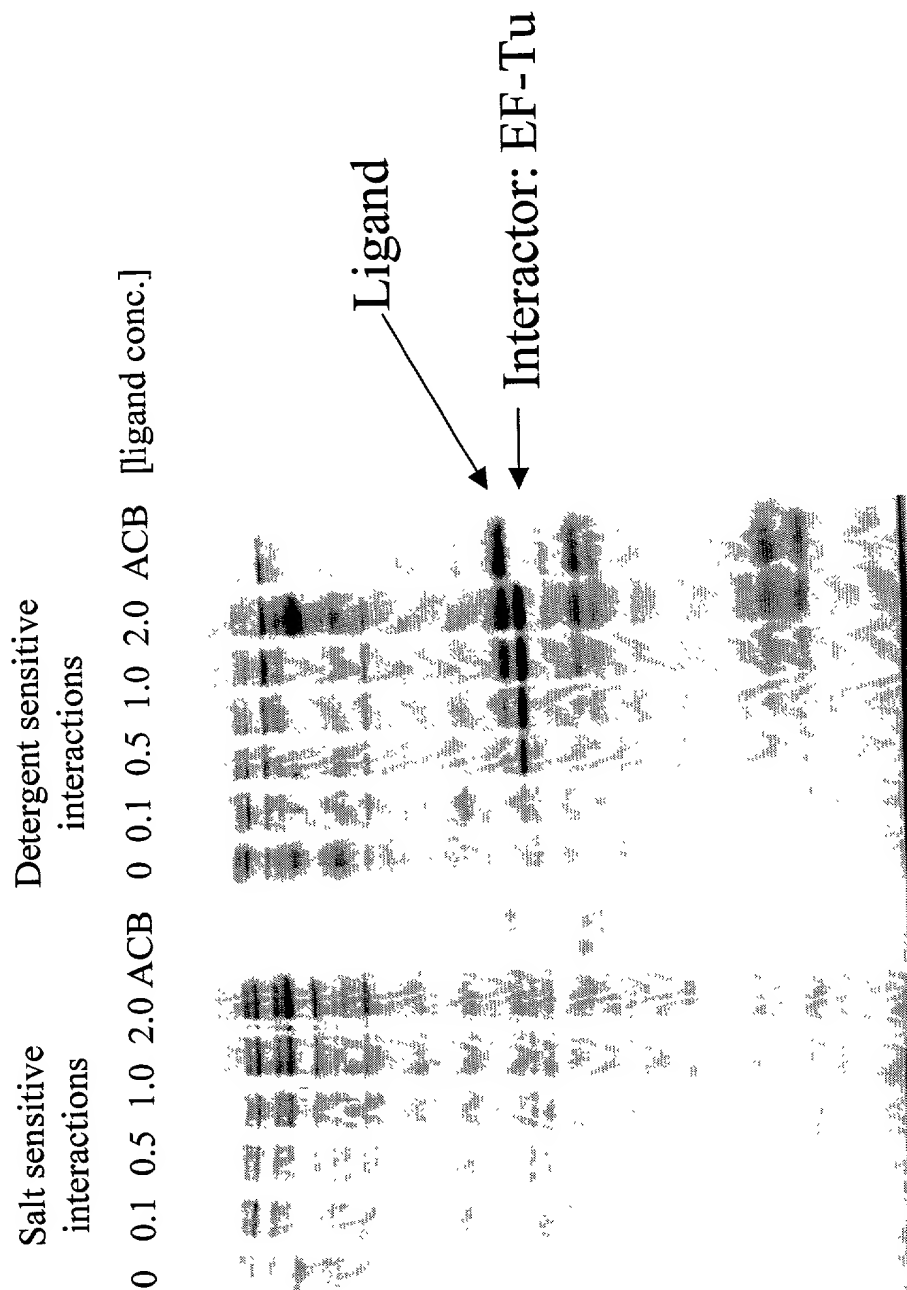 Salt sensitive
interactions
Detergent sensitive
interactions
0 0.1 0.5 1.0 2.0 ACB
0 0.1 0.5 1.0 2.0 ACB [ligand conc.]
Ligand
Interactor: EF-Tu